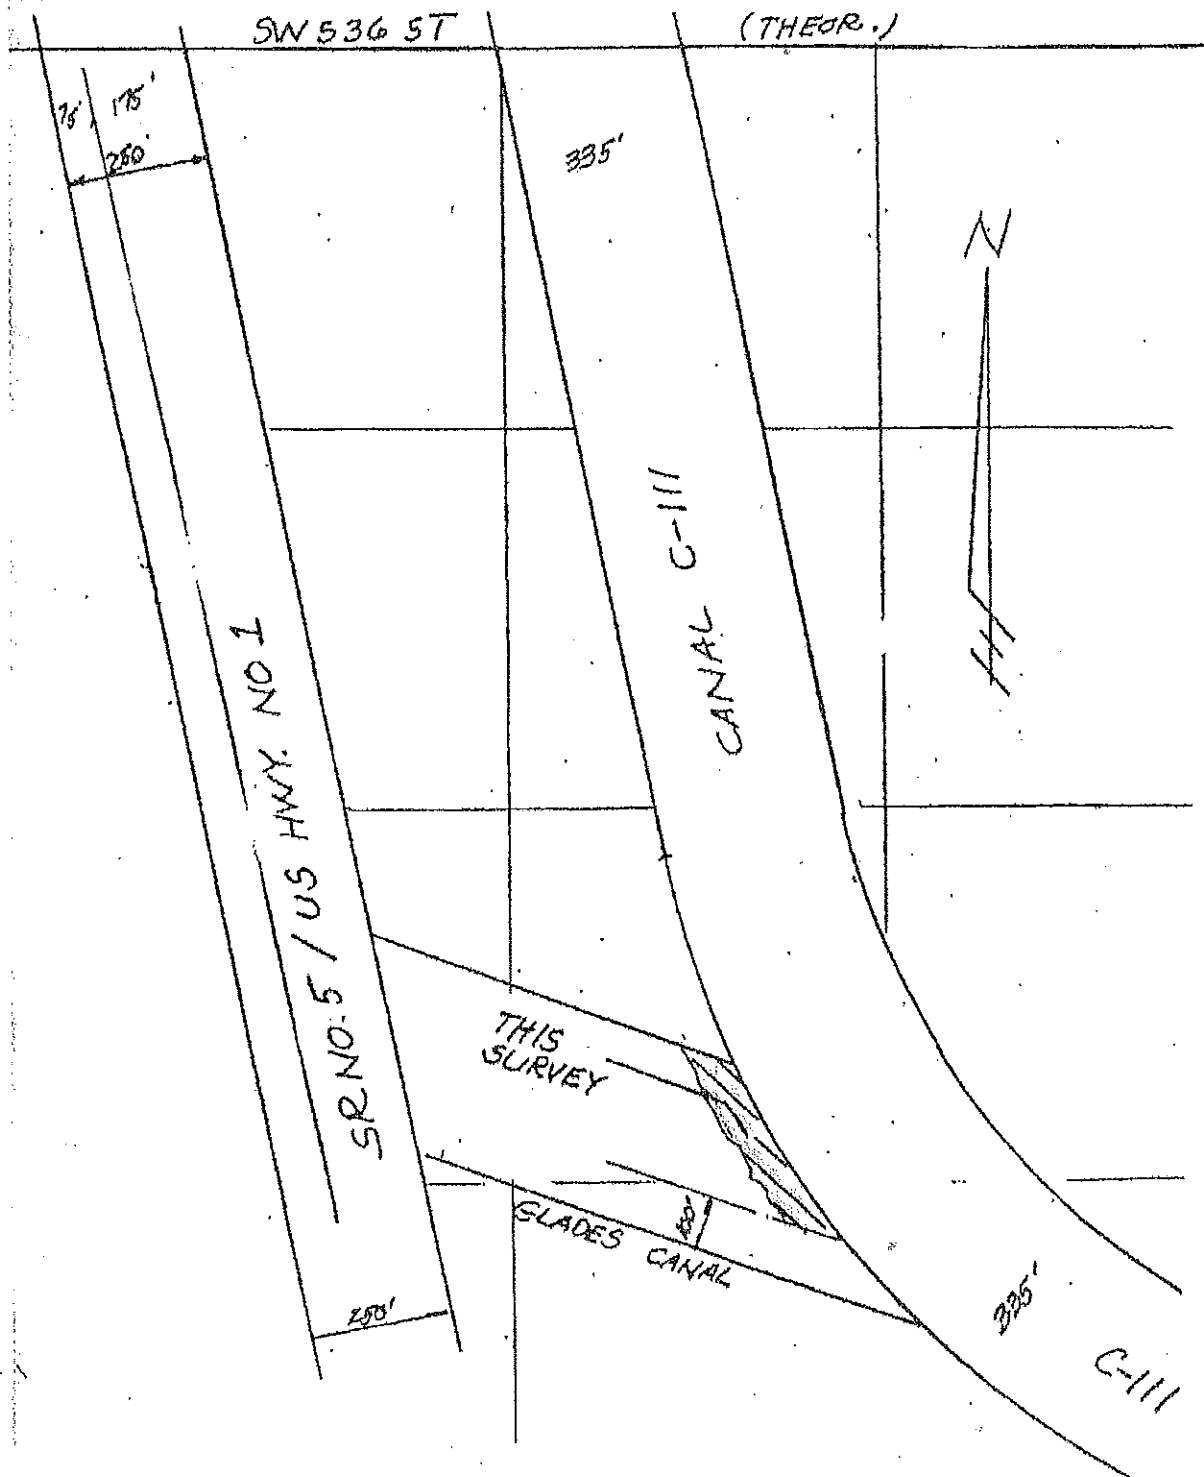 SW 536 ST (THEOR.)
75' 175'
250'
335'
N
CANAL C-111
SR NO. 5 / US HWY. NO 1
THIS
SURVEY
GLADES CANAL
250'
335'
C-111